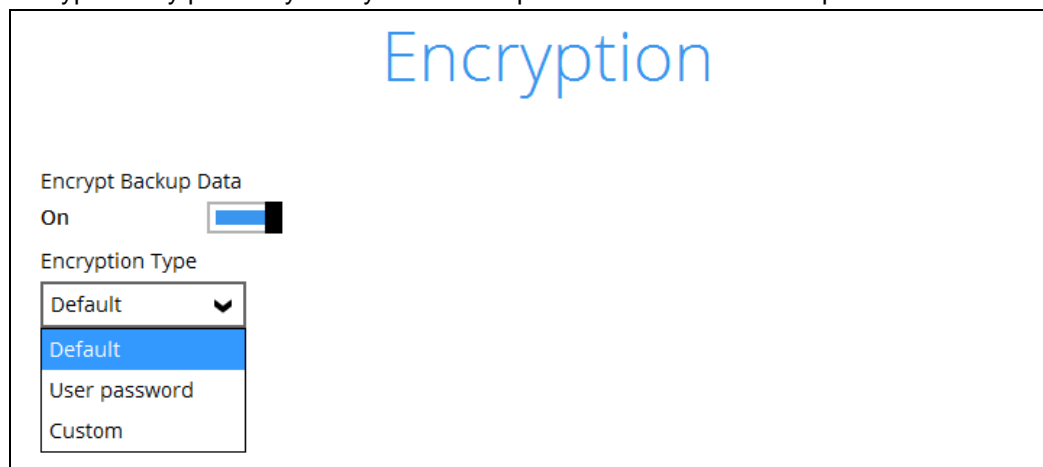 Encryption
Encrypt Backup Data
On
Encryption Type
Default
Default
User password
Custom